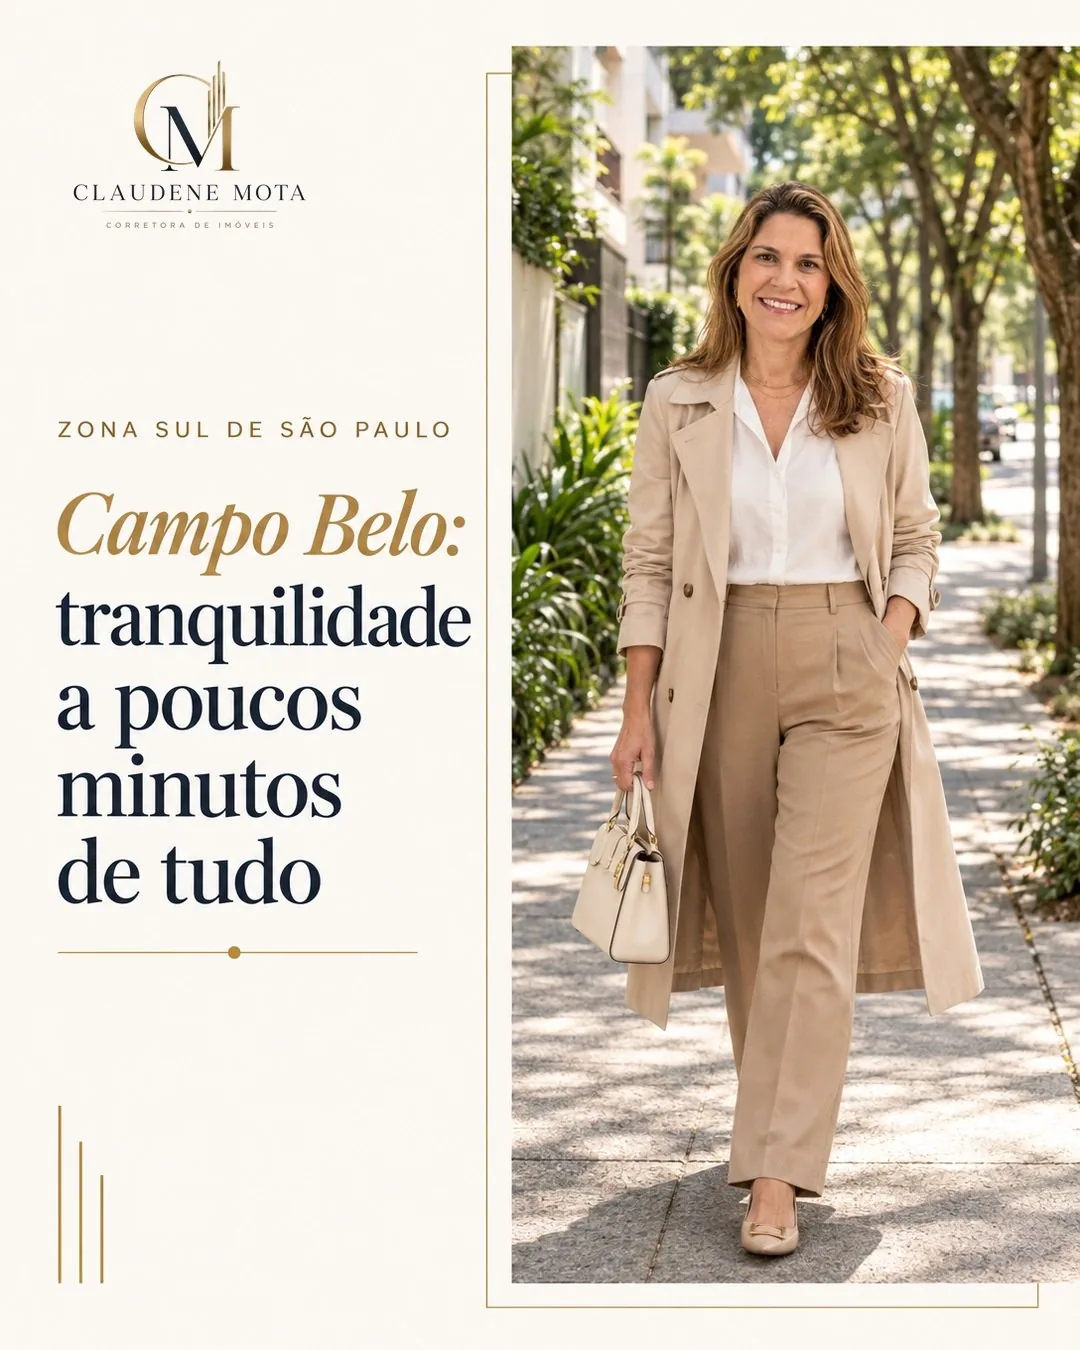 CM
CLAUDENE MOTA
CORRETORA DE IMÓVEIS
ZONA SUL DE SÃO PAULO
Campo Belo:
tranquilidade
a poucos
minutos
de tudo